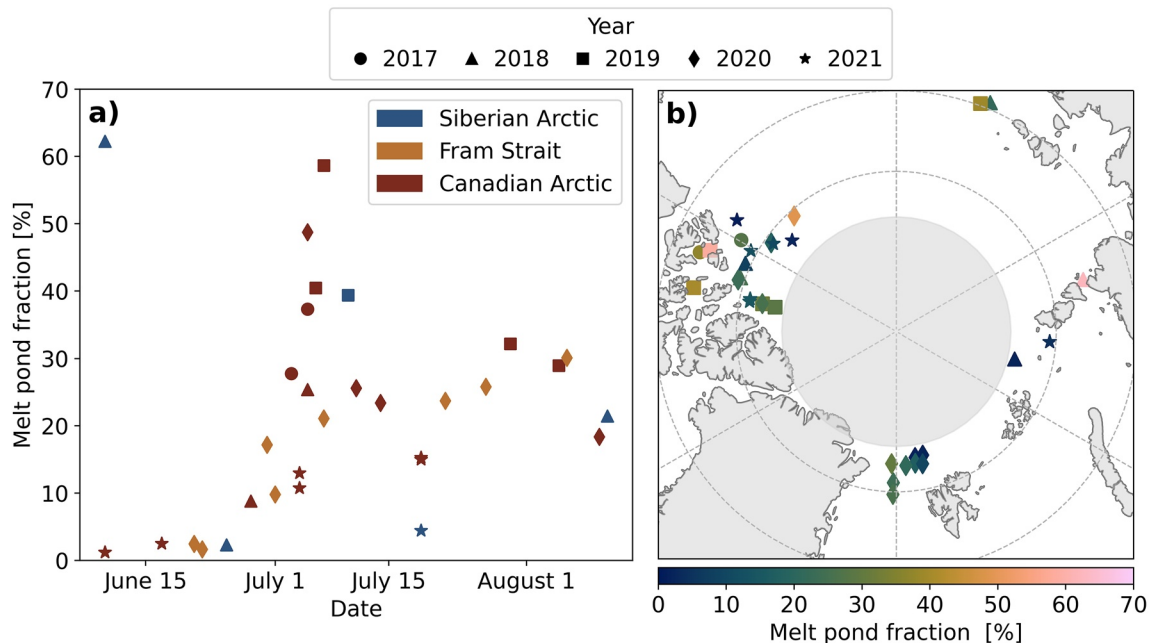 Year
2017 2018 2019 2020 2021
a)
Siberian Arctic
Fram Strait
Canadian Arctic
Melt pond fraction [%]
70
60
50
40
30
20
10
0
June 15 July 1 July 15 August 1
Date
b)
0 10 20 30 40 50 60 70
Melt pond fraction [%]